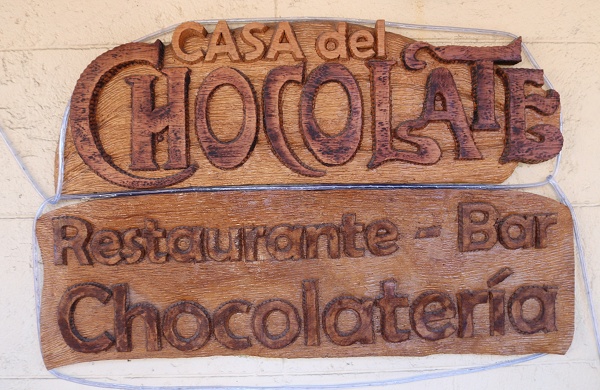 CASA del
CHOCOLATE
Restaurante - Bar
Chocolatería